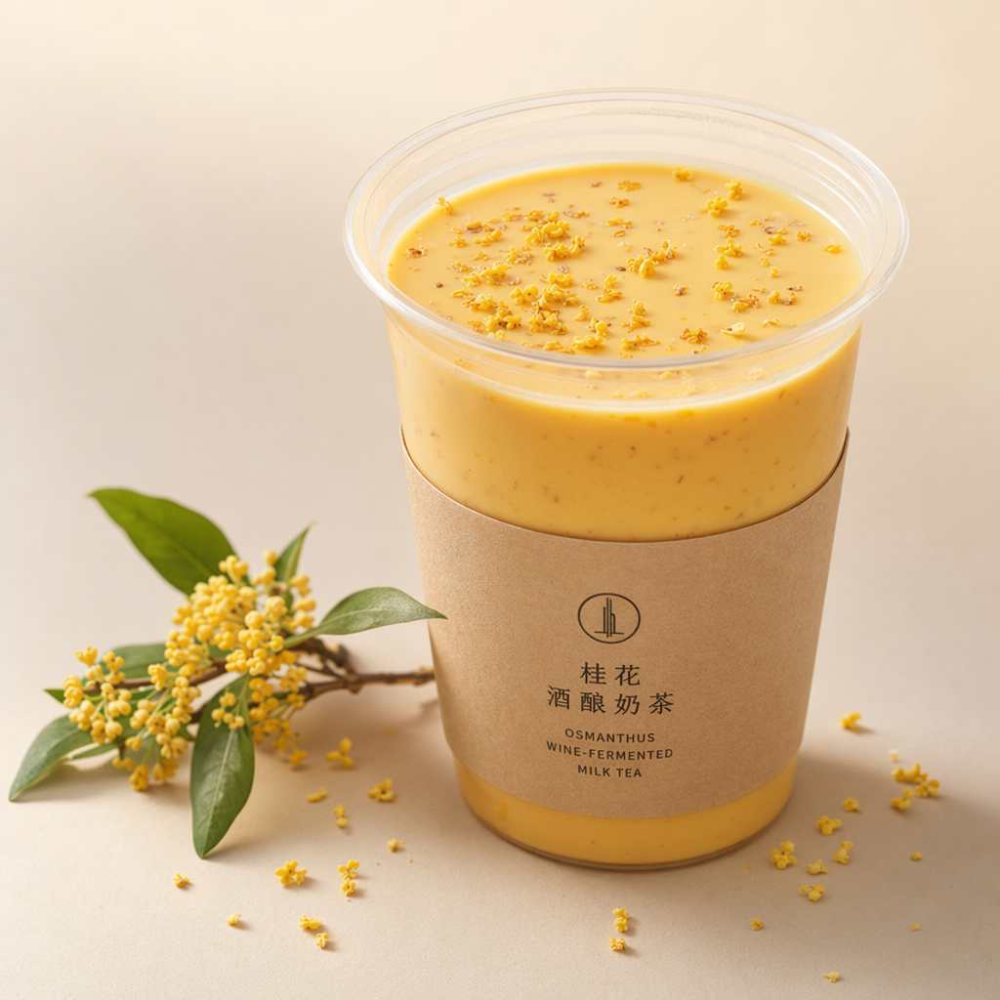 桂花
酒酿奶茶
OSMANTHUS
WINE-FERMENTED
MILK TEA